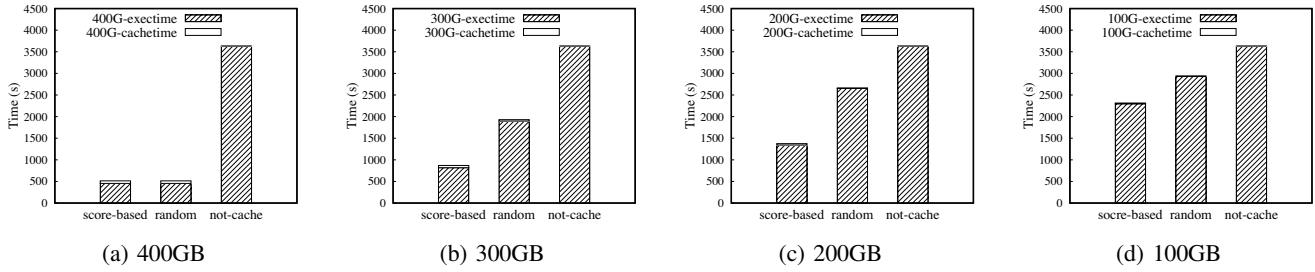 400G-exectime
400G-cachetime
Time (s)
4500
4000
3500
3000
2500
2000
1500
1000
500
0
score-based random not-cache
(a) 400GB
300G-exectime
300G-cachetime
Time (s)
4500
4000
3500
3000
2500
2000
1500
1000
500
0
score-based random not-cache
(b) 300GB
200G-exectime
200G-cachetime
Time (s)
4500
4000
3500
3000
2500
2000
1500
1000
500
0
score-based random not-cache
(c) 200GB
100G-exectime
100G-cachetime
Time (s)
4500
4000
3500
3000
2500
2000
1500
1000
500
0
socre-based random not-cache
(d) 100GB